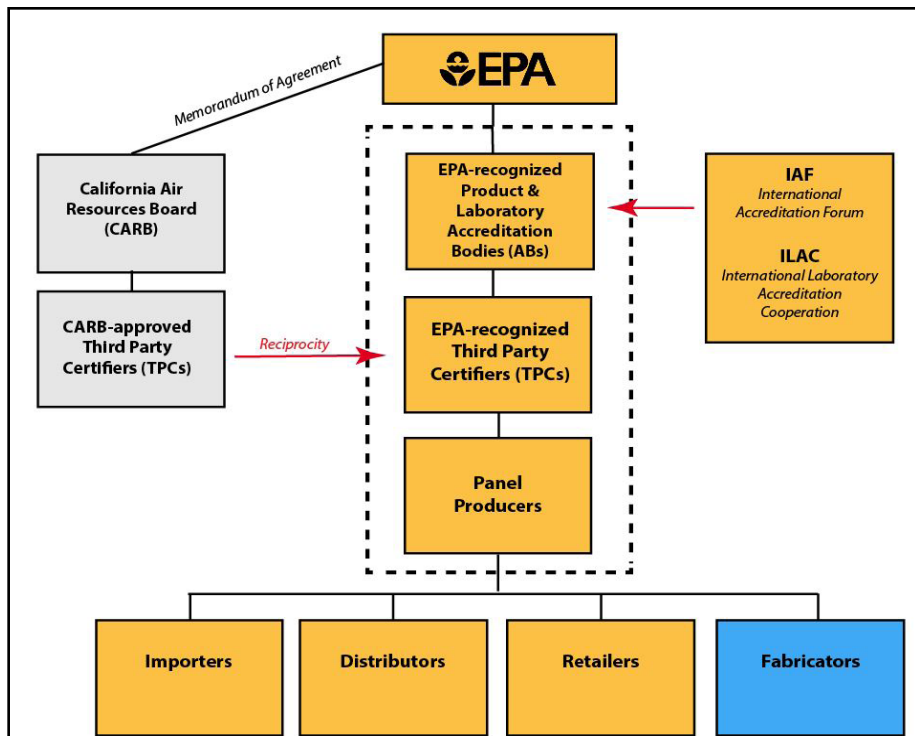 EPA
Memorandum of Agreement
California Air
Resources Board
(CARB)
EPA-recognized
Product &
Laboratory
Accreditation
Bodies (ABs)
IAF
International
Accreditation Forum
ILAC
International Laboratory
Accreditation
Cooperation
CARB-approved
Third Party
Certifiers (TPCs)
Reciprocity
EPA-recognized
Third Party
Certifiers (TPCs)
Panel
Producers
Importers
Distributors
Retailers
Fabricators